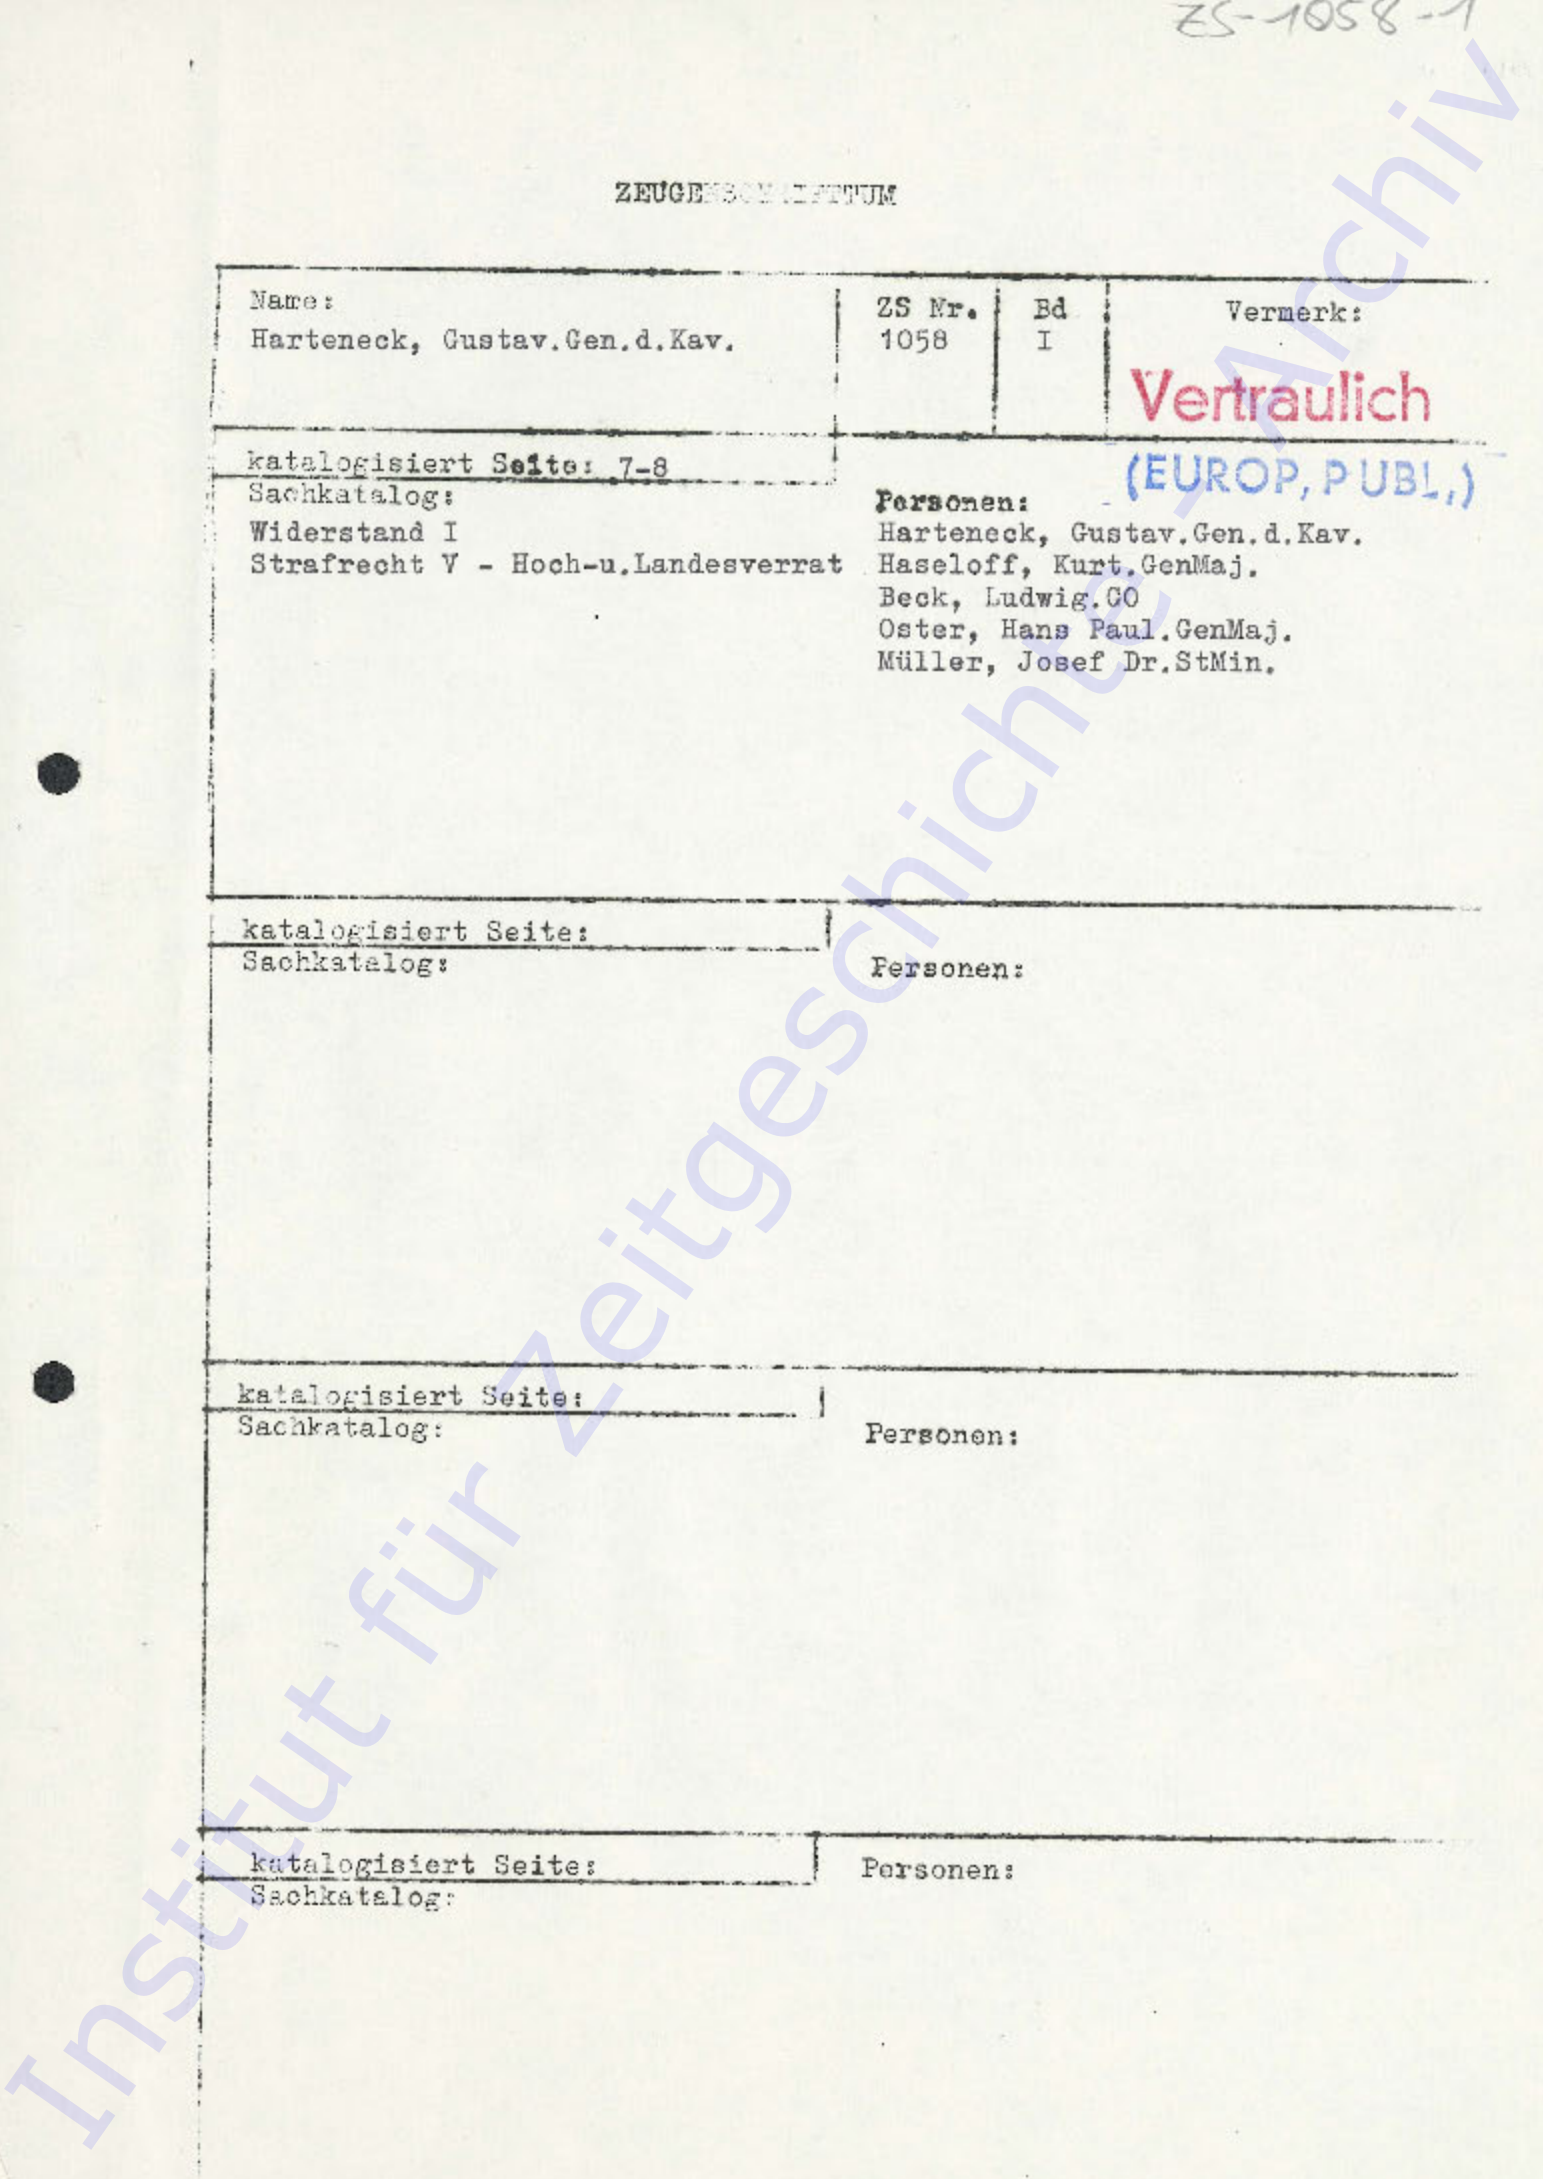 ZS-1058-1
ZEUGENSCHRIFTTUM
Name:
Harteneck, Gustav.Gen.d.Kav.
ZS Nr.
1058
Bd
I
Vermerk:
Vertraulich
(EUROP, PUBL,)
katalogisiert Seite: 7-8
Sachkatalog:
Widerstand I
Strafrecht V - Hoch-u.Landesverrat
Personen:
Harteneck, Gustav.Gen.d.Kav.
Haseloff, Kurt.GenMaj.
Beck, Ludwig.GO
Oster, Hans Paul.GenMaj.
Müller, Josef Dr.StMin.
katalogisiert Seite:
Sachkatalog:
Personen:
katalogisiert Seite:
Sachkatalog:
Personen:
katalogisiert Seite:
Sachkatalog:
Personen:
Institut für Zeitgeschichte - Archiv